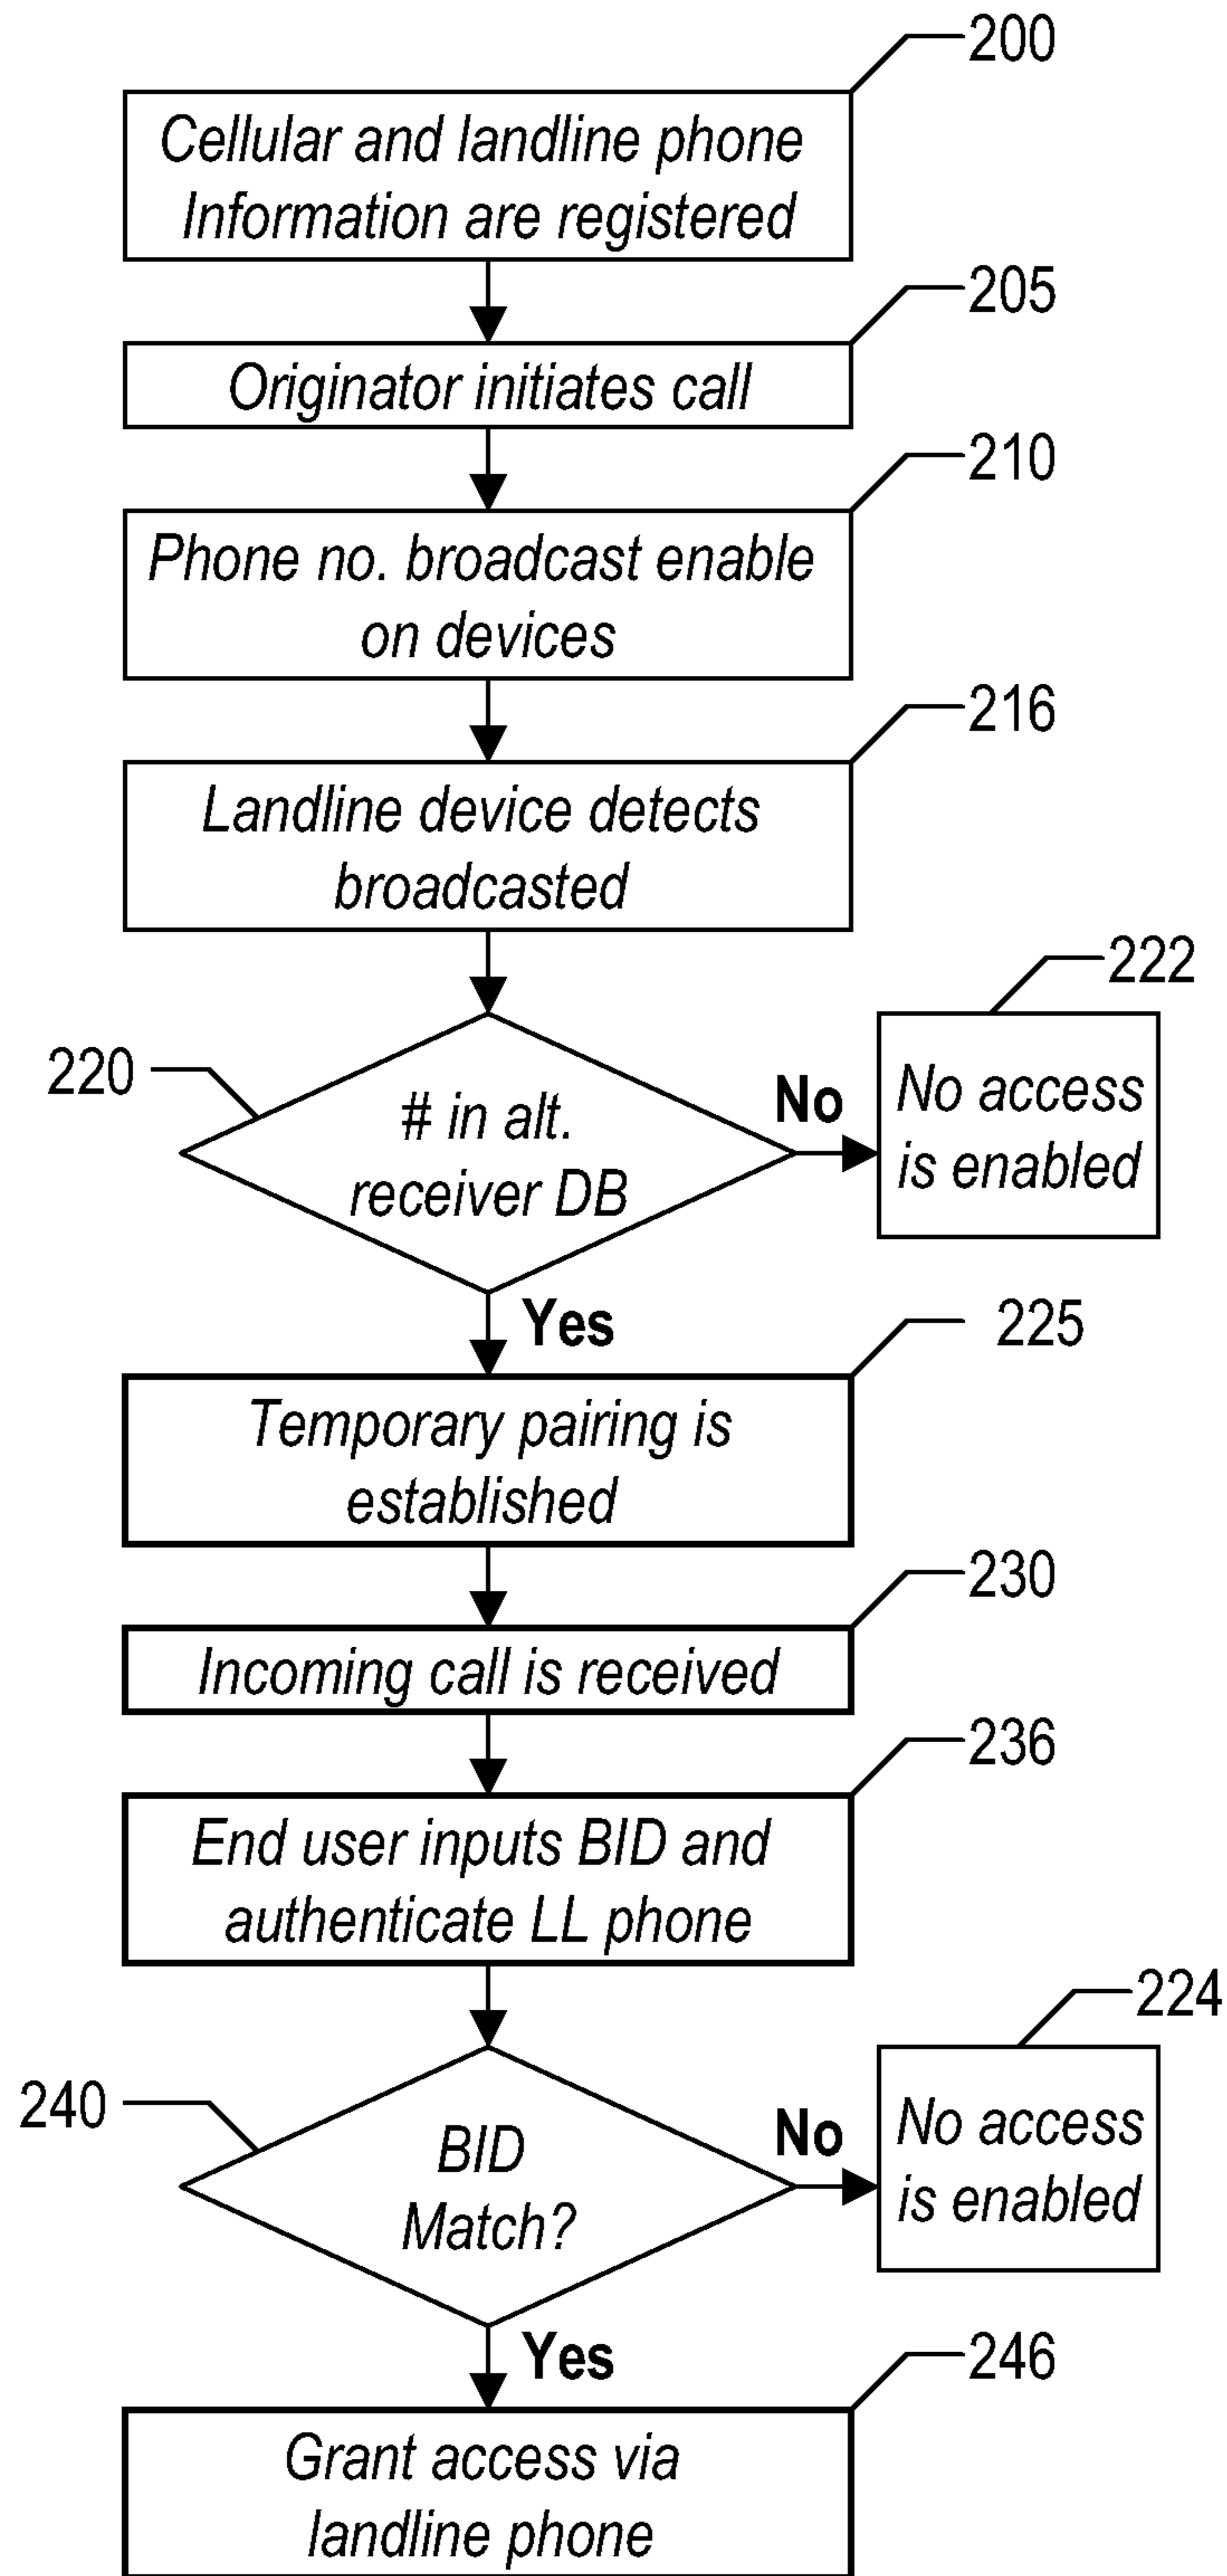 200
Cellular and landline phone
Information are registered
205
Originator initiates call
210
Phone no. broadcast enable
on devices
216
Landline device detects
broadcasted
222
220
# in alt.
receiver DB
No
No access
is enabled
Yes
225
Temporary pairing is
established
230
Incoming call is received
236
End user inputs BID and
authenticate LL phone
224
240
BID
Match?
No
No access
is enabled
Yes
246
Grant access via
landline phone